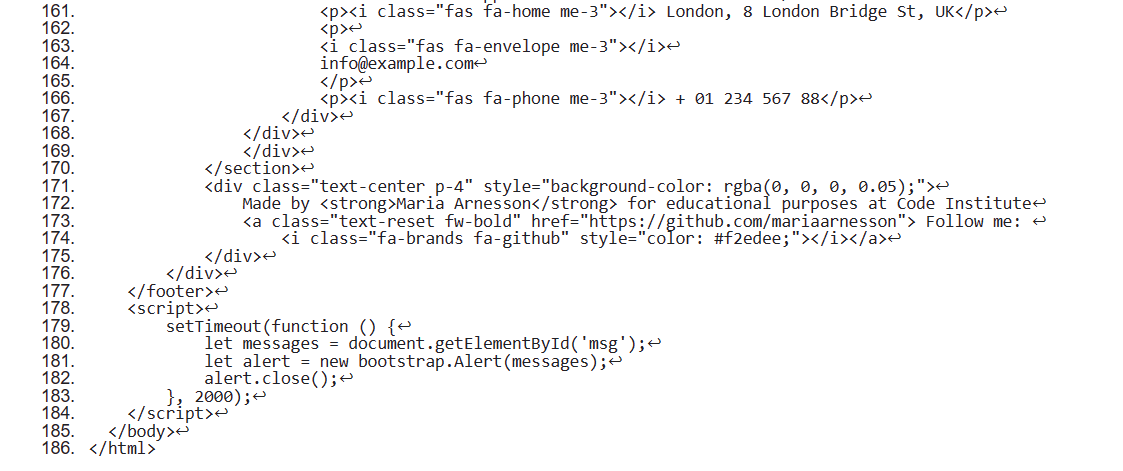 161. <p><i class="fas fa-home me-3"></i> London, 8 London Bridge St, UK</p>↩
162. <p>↩
163. <i class="fas fa-envelope me-3"></i>↩
164. info@example.com↩
165. </p>↩
166. <p><i class="fas fa-phone me-3"></i> + 01 234 567 88</p>↩
167. </div>↩
168. </div>↩
169. </div>↩
170. </section>↩
171. <div class="text-center p-4" style="background-color: rgba(0, 0, 0, 0.05);">↩
172. Made by <strong>Maria Arnesson</strong> for educational purposes at Code Institute↩
173. <a class="text-reset fw-bold" href="https://github.com/mariaarnesson"> Follow me: ↩
174. <i class="fa-brands fa-github" style="color: #f2edee;"></i></a>↩
175. </div>↩
176. </div>↩
177. </footer>↩
178. <script>↩
179. setTimeout(function () {↩
180. let messages = document.getElementById('msg');↩
181. let alert = new bootstrap.Alert(messages);↩
182. alert.close();↩
183. }, 2000);↩
184. </script>↩
185. </body>↩
186. </html>